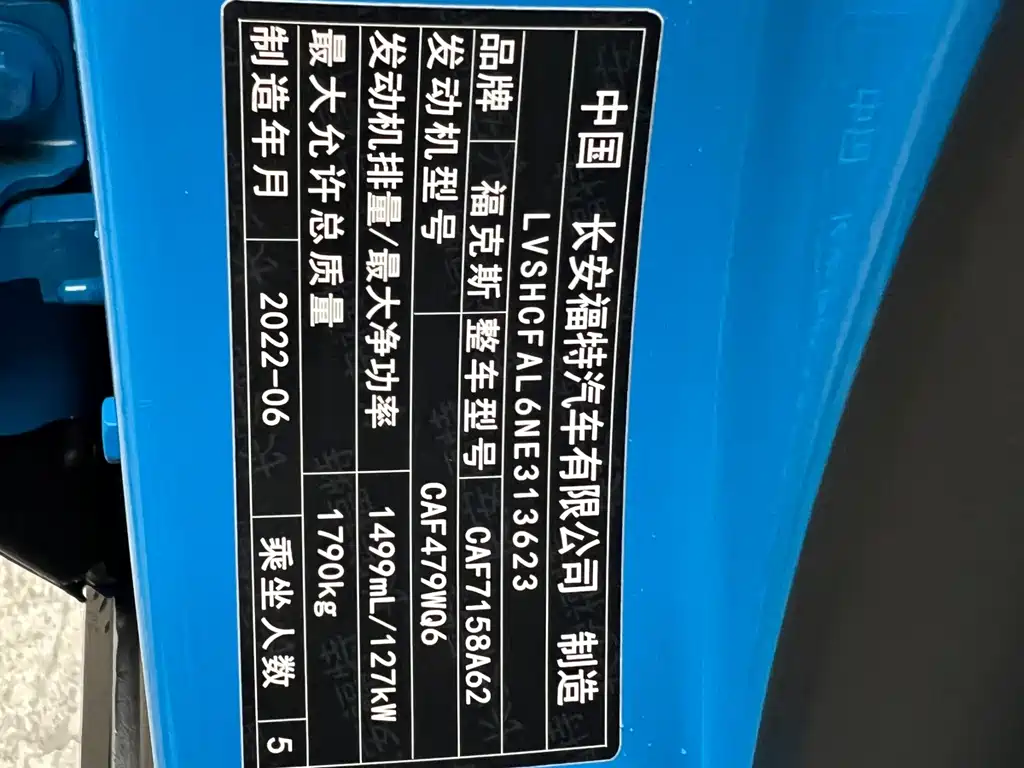 中国 长安福特汽车有限公司 制造
LVSHCFAL6NE313623
品牌 福克斯 整车型号 CAF7158A62
发动机型号 CAF479WQ6
发动机排量/最大净功率 1499mL/127kW
最大允许总质量 1790kg
制造年月 2022-06 乘坐人数 5